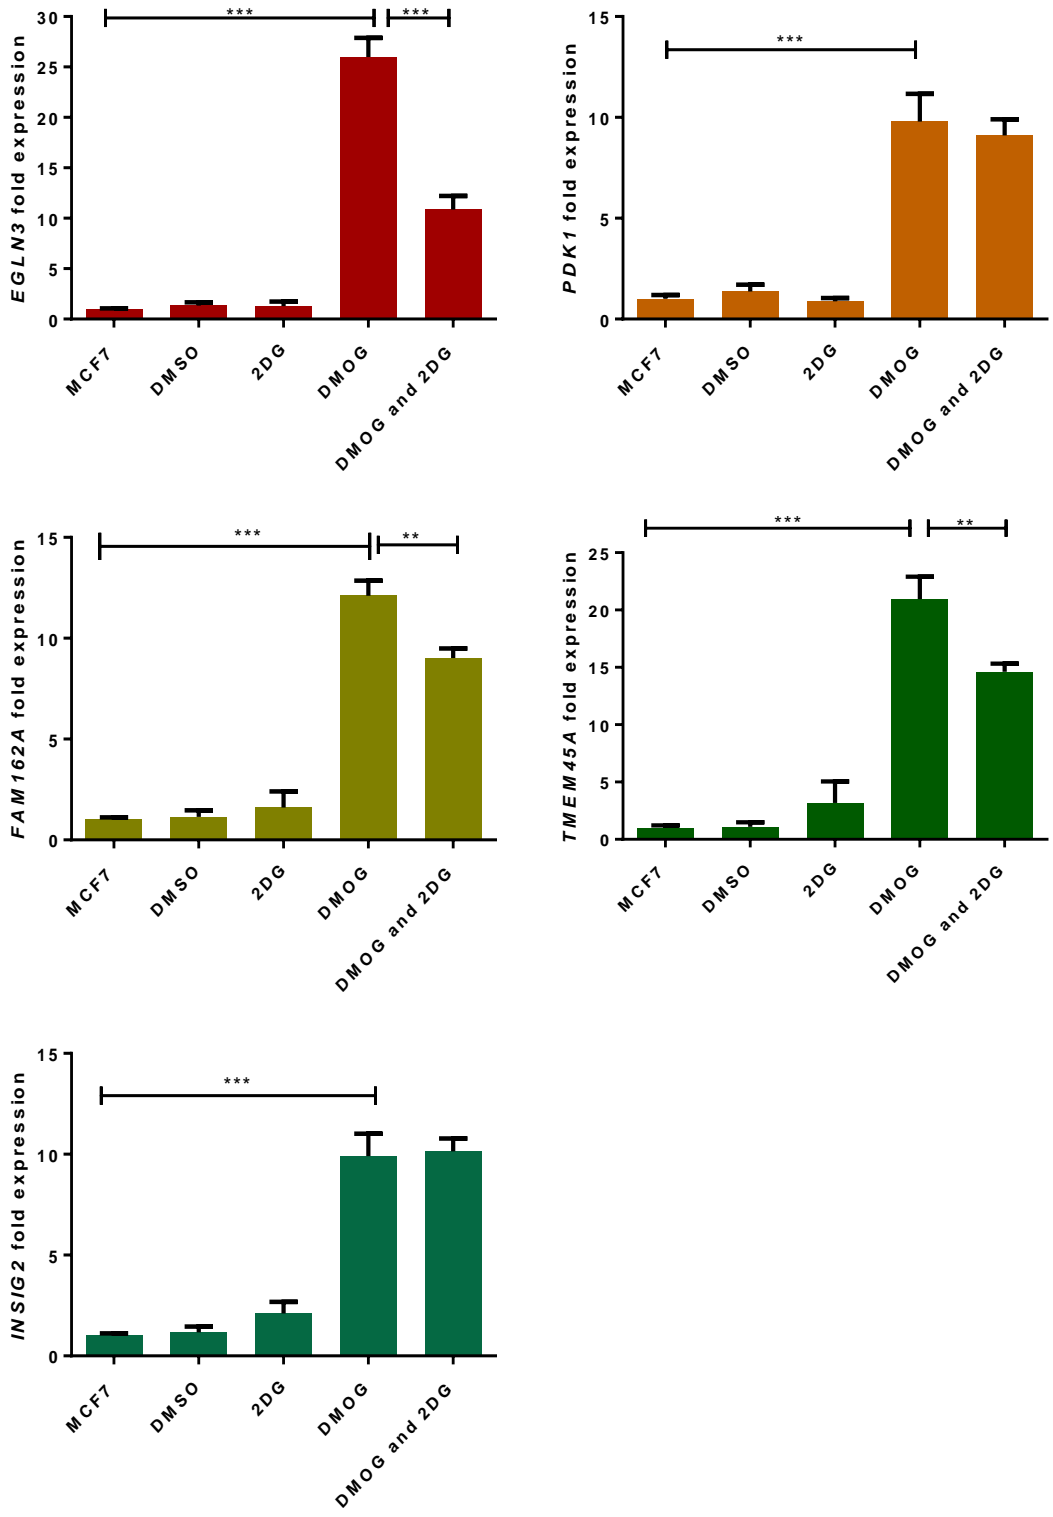 EGLN3 fold expression
30
25
20
15
10
5
0
***
***
MCF7
DMSO
2DG
DMOG
DMOG and 2DG
PDK1 fold expression
15
10
5
0
***
MCF7
DMSO
2DG
DMOG
DMOG and 2DG
FAM162A fold expression
15
10
5
0
***
**
MCF7
DMSO
2DG
DMOG
DMOG and 2DG
TMEM45A fold expression
25
20
15
10
5
0
***
**
MCF7
DMSO
2DG
DMOG
DMOG and 2DG
INSIG2 fold expression
15
10
5
0
***
MCF7
DMSO
2DG
DMOG
DMOG and 2DG